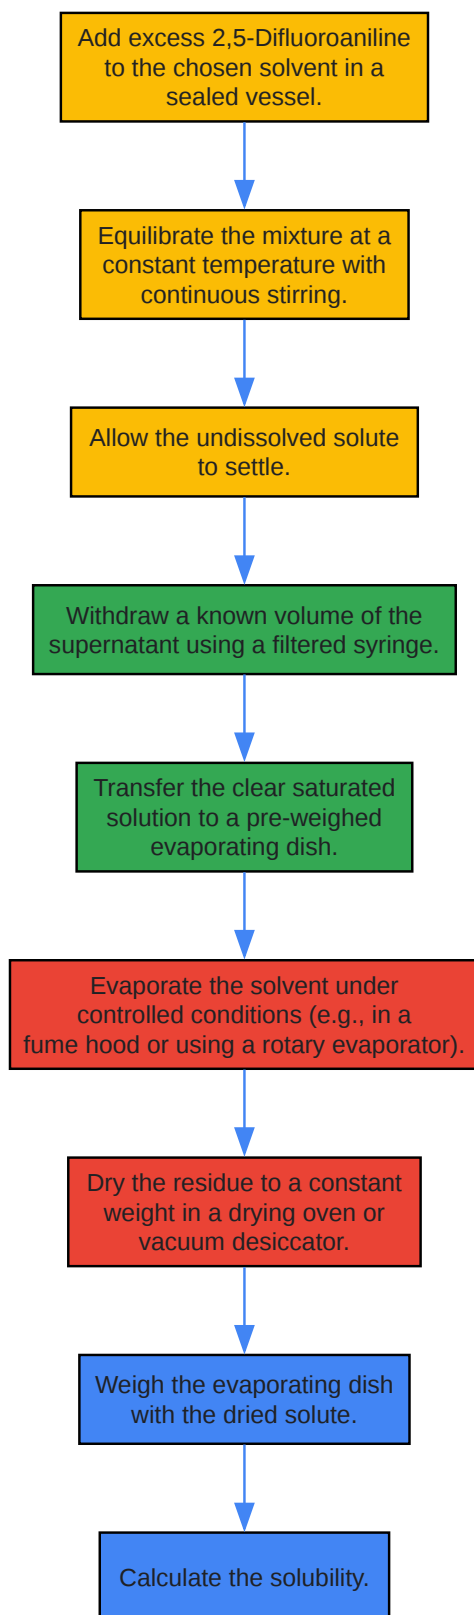 Add excess 2,5-Difluoroaniline
to the chosen solvent in a
sealed vessel.
Equilibrate the mixture at a
constant temperature with
continuous stirring.
Allow the undissolved solute
to settle.
Withdraw a known volume of the
supernatant using a filtered syringe.
Transfer the clear saturated
solution to a pre-weighed
evaporating dish.
Evaporate the solvent under
controlled conditions (e.g., in a
fume hood or using a rotary evaporator).
Dry the residue to a constant
weight in a drying oven or
vacuum desiccator.
Weigh the evaporating dish
with the dried solute.
Calculate the solubility.